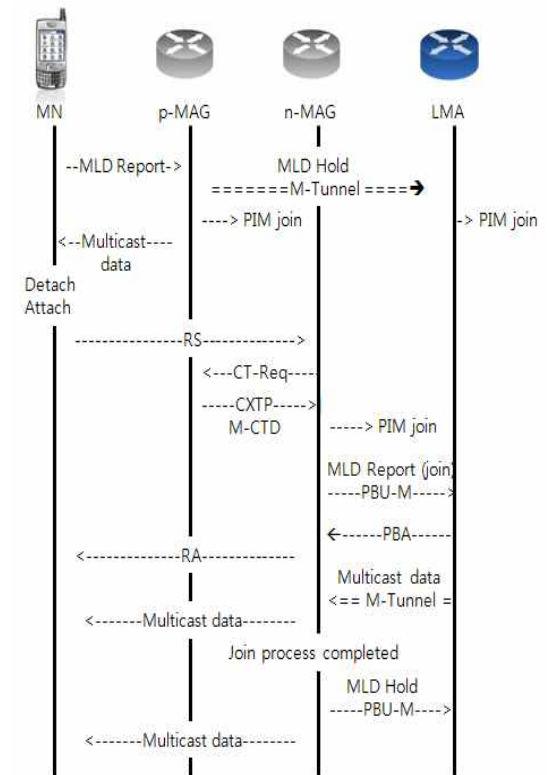 MN p-MAG n-MAG LMA
--MLD Report-> MLD Hold
=======M-Tunnel ====➔
----> PIM join -> PIM join
<--Multicast----
data
Detach
Attach
---------------RS------------->
<---CT-Req----
-----CXTP----->
M-CTD -----> PIM join
MLD Report (join)
-----PBU-M----->
←------PBA------
<-------------RA-------------
Multicast data
<== M-Tunnel =
<-------Multicast data------
Join process completed
MLD Hold
-----PBU-M---->
<-------Multicast data------